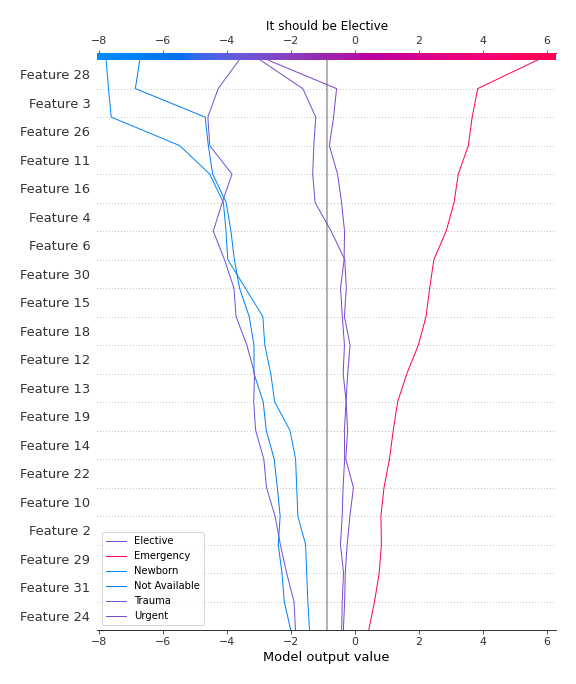 It should be Elective
−8 −6 −4 −2 0 2 4 6
Feature 28
Feature 3
Feature 26
Feature 11
Feature 16
Feature 4
Feature 6
Feature 30
Feature 15
Feature 18
Feature 12
Feature 13
Feature 19
Feature 14
Feature 22
Feature 10
Feature 2
Feature 29
Feature 31
Feature 24
Elective
Emergency
Newborn
Not Available
Trauma
Urgent
−8 −6 −4 −2 0 2 4 6
Model output value